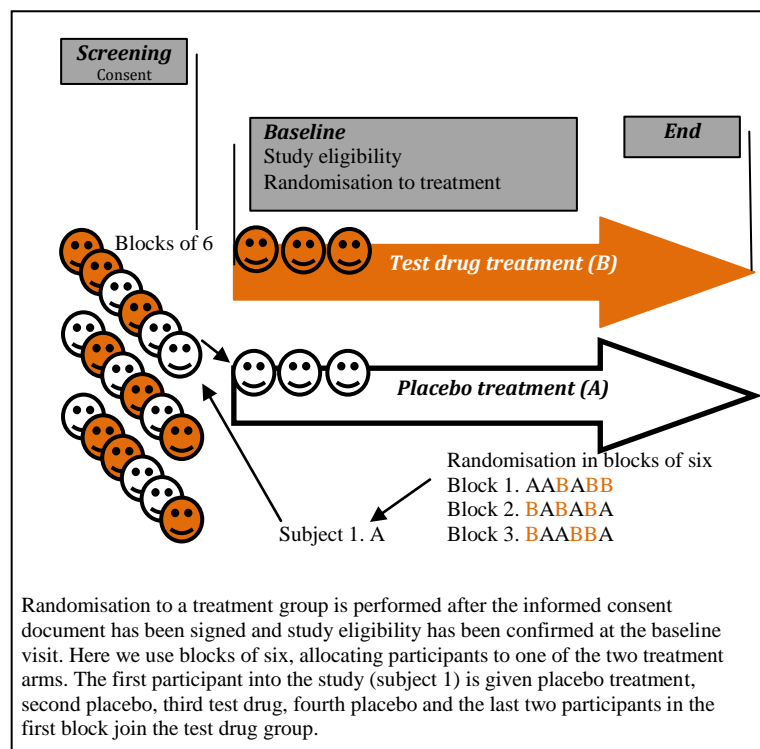 Screening
Consent
Baseline
Study eligibility
Randomisation to treatment
End
Blocks of 6
Test drug treatment (B)
Placebo treatment (A)
Randomisation in blocks of six
Block 1. AABABB
Block 2. BABABA
Block 3. BAABBA
Subject 1. A
Randomisation to a treatment group is performed after the informed consent
document has been signed and study eligibility has been confirmed at the baseline
visit. Here we use blocks of six, allocating participants to one of the two treatment
arms. The first participant into the study (subject 1) is given placebo treatment,
second placebo, third test drug, fourth placebo and the last two participants in the
first block join the test drug group.